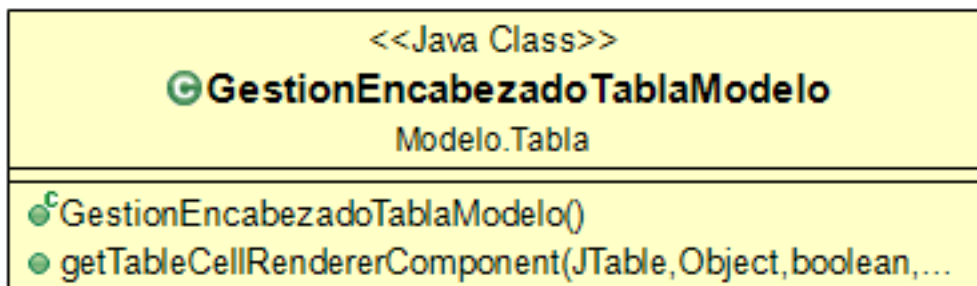 <<Java Class>>
GestionEncabezadoTablaModelo
Modelo.Tabla
GestionEncabezadoTablaModelo()
getTableCellRendererComponent(JTable,Object,boolean,...